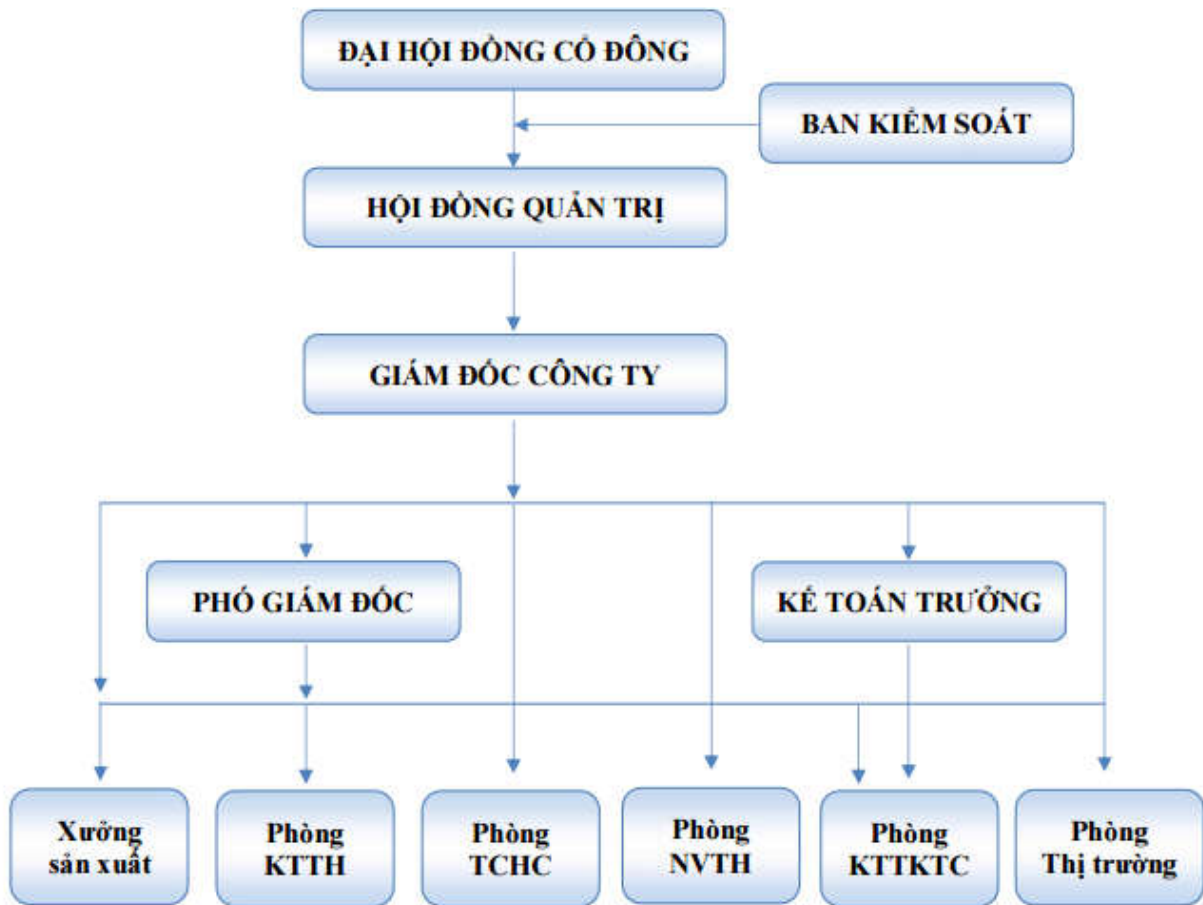 ĐẠI HỘI ĐỒNG CỔ ĐÔNG
BAN KIỂM SOÁT
HỘI ĐỒNG QUẢN TRỊ
GIÁM ĐỐC CÔNG TY
PHÓ GIÁM ĐỐC
KẾ TOÁN TRƯỞNG
Xưởng
sản xuất
Phòng
KTTH
Phòng
TCHC
Phòng
NVTH
Phòng
KTTKTC
Phòng
Thị trường